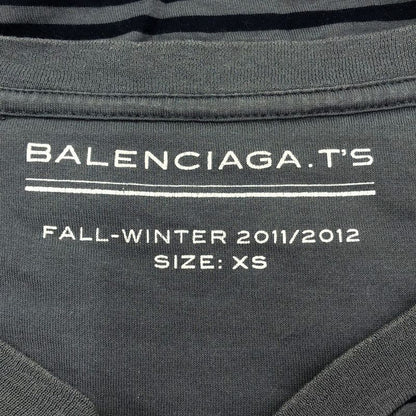 BALENCIAGA.T'S
FALL-WINTER 2011/2012
SIZE: XS